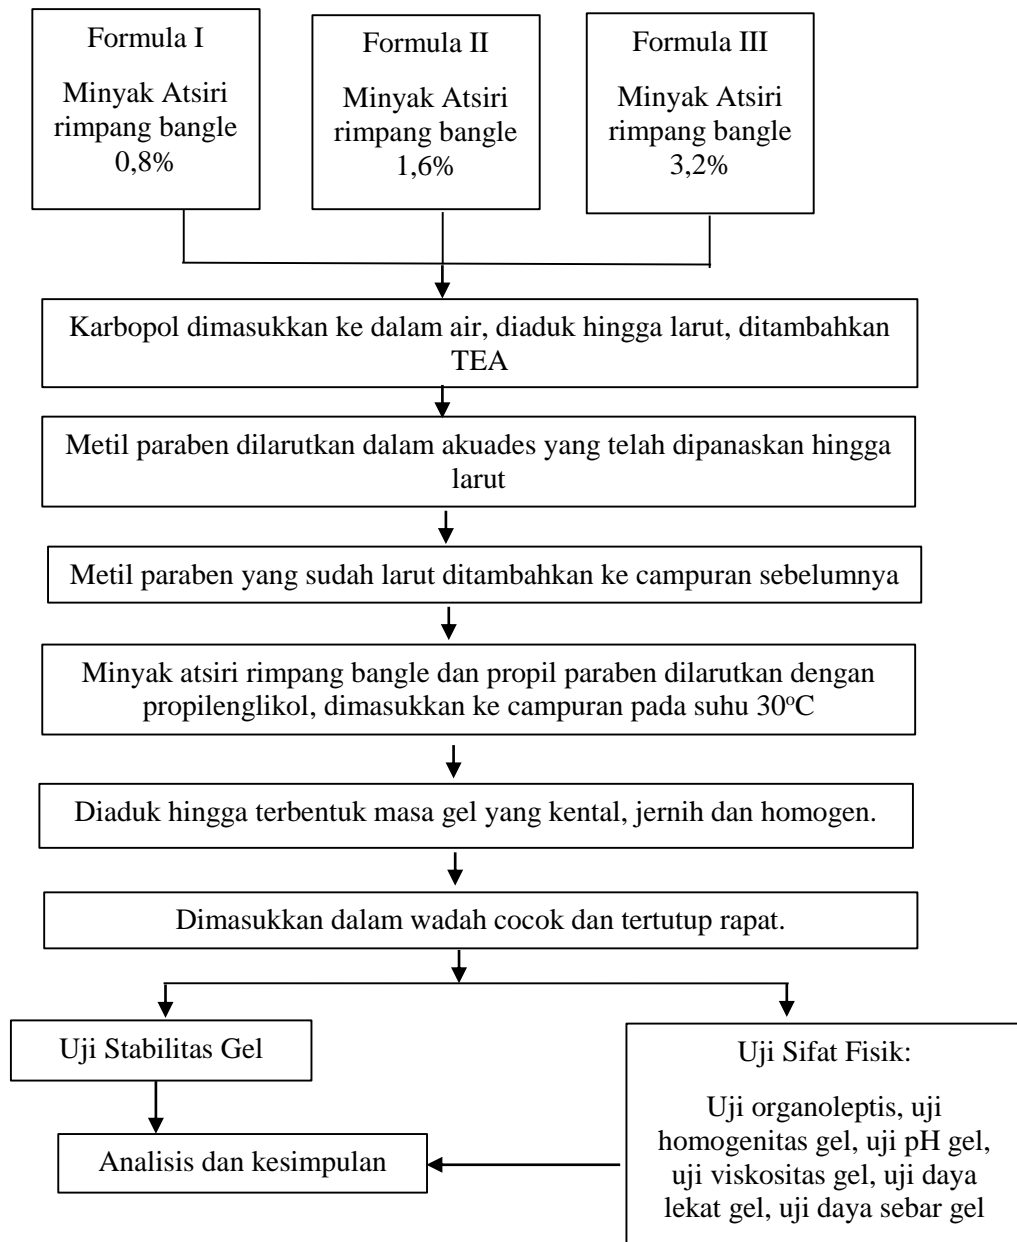 Formula I
Minyak Atsiri
rimpang bangle
0,8%
Formula II
Minyak Atsiri
rimpang bangle
1,6%
Formula III
Minyak Atsiri
rimpang bangle
3,2%
Karbopol dimasukkan ke dalam air, diaduk hingga larut, ditambahkan
TEA
Metil paraben dilarutkan dalam akuades yang telah dipanaskan hingga
larut
Metil paraben yang sudah larut ditambahkan ke campuran sebelumnya
Minyak atsiri rimpang bangle dan propil paraben dilarutkan dengan
propilenglikol, dimasukkan ke campuran pada suhu 30°C
Diaduk hingga terbentuk masa gel yang kental, jernih dan homogen.
Dimasukkan dalam wadah cocok dan tertutup rapat.
Uji Stabilitas Gel
Analisis dan kesimpulan
Uji Sifat Fisik:
Uji organoleptis, uji
homogenitas gel, uji pH gel,
uji viskositas gel, uji daya
lekat gel, uji daya sebar gel